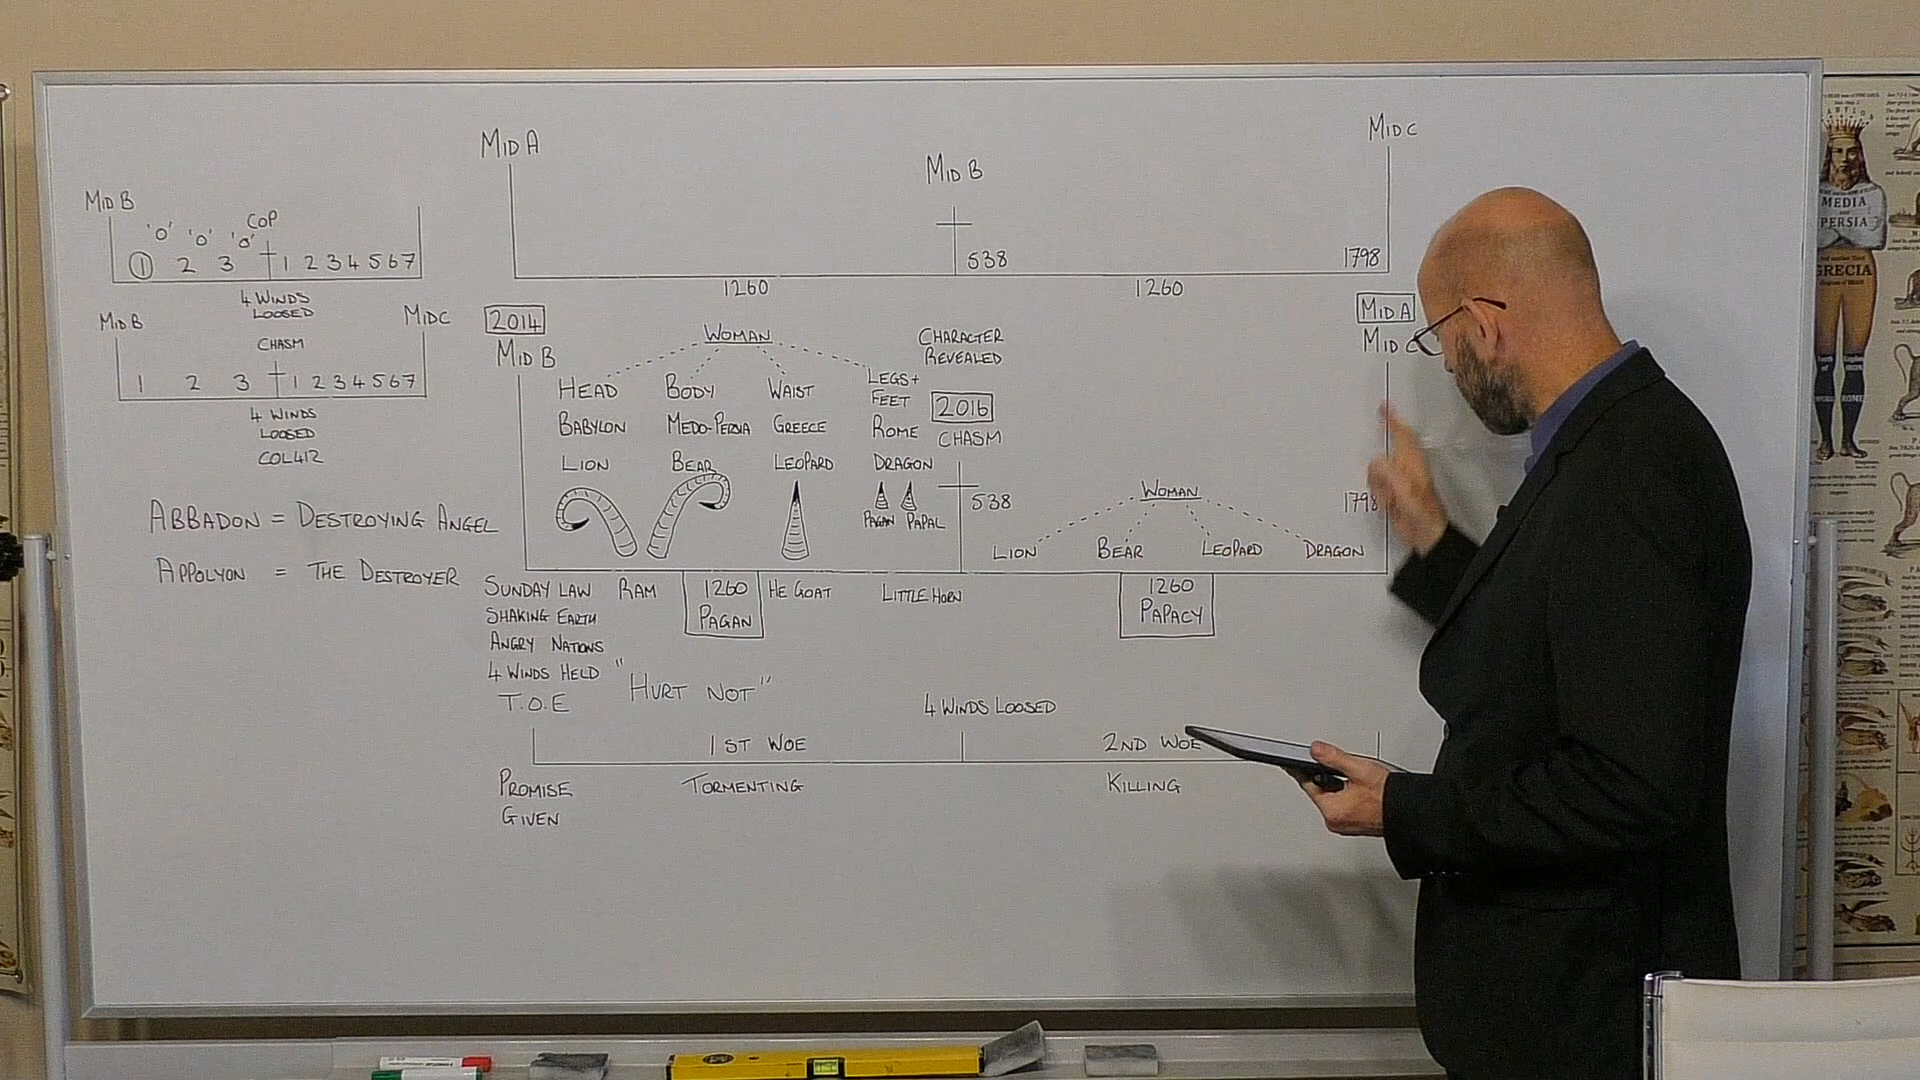 MID A
MID B
MID C
538
1798
1260
1260
MID B
'0' '0' '0' COP
1 2 3 1 2 3 4 5 6 7
4 WINDS
LOOSED
MID B
MID C
CHASM
1 2 3 1 2 3 4 5 6 7
4 WINDS
LOOSED
COL 412
ABBADON = DESTROYING ANGEL
APPOLYON = THE DESTROYER
2014
MID B
WOMAN
HEAD BODY WAIST LEGS+
FEET
BABYLON MEDO-PERSIA GREECE ROME
LION BEAR LEOPARD DRAGON
PAGAN PAPAL
CHARACTER
REVEALED
2016
CHASM
538
MID A
MID C
1798
WOMAN
LION BEAR LEOPARD DRAGON
SUNDAY LAW RAM 1260 HE GOAT LITTLE HORN
PAGAN
1260
PAPACY
SHAKING EARTH
ANGRY NATIONS
4 WINDS HELD "HURT NOT"
T.O.E
4 WINDS LOOSED
1ST WOE
2ND WOE
PROMISE
GIVEN
TORMENTING
KILLING
MEDIA
PERSIA
GRECIA
ROME